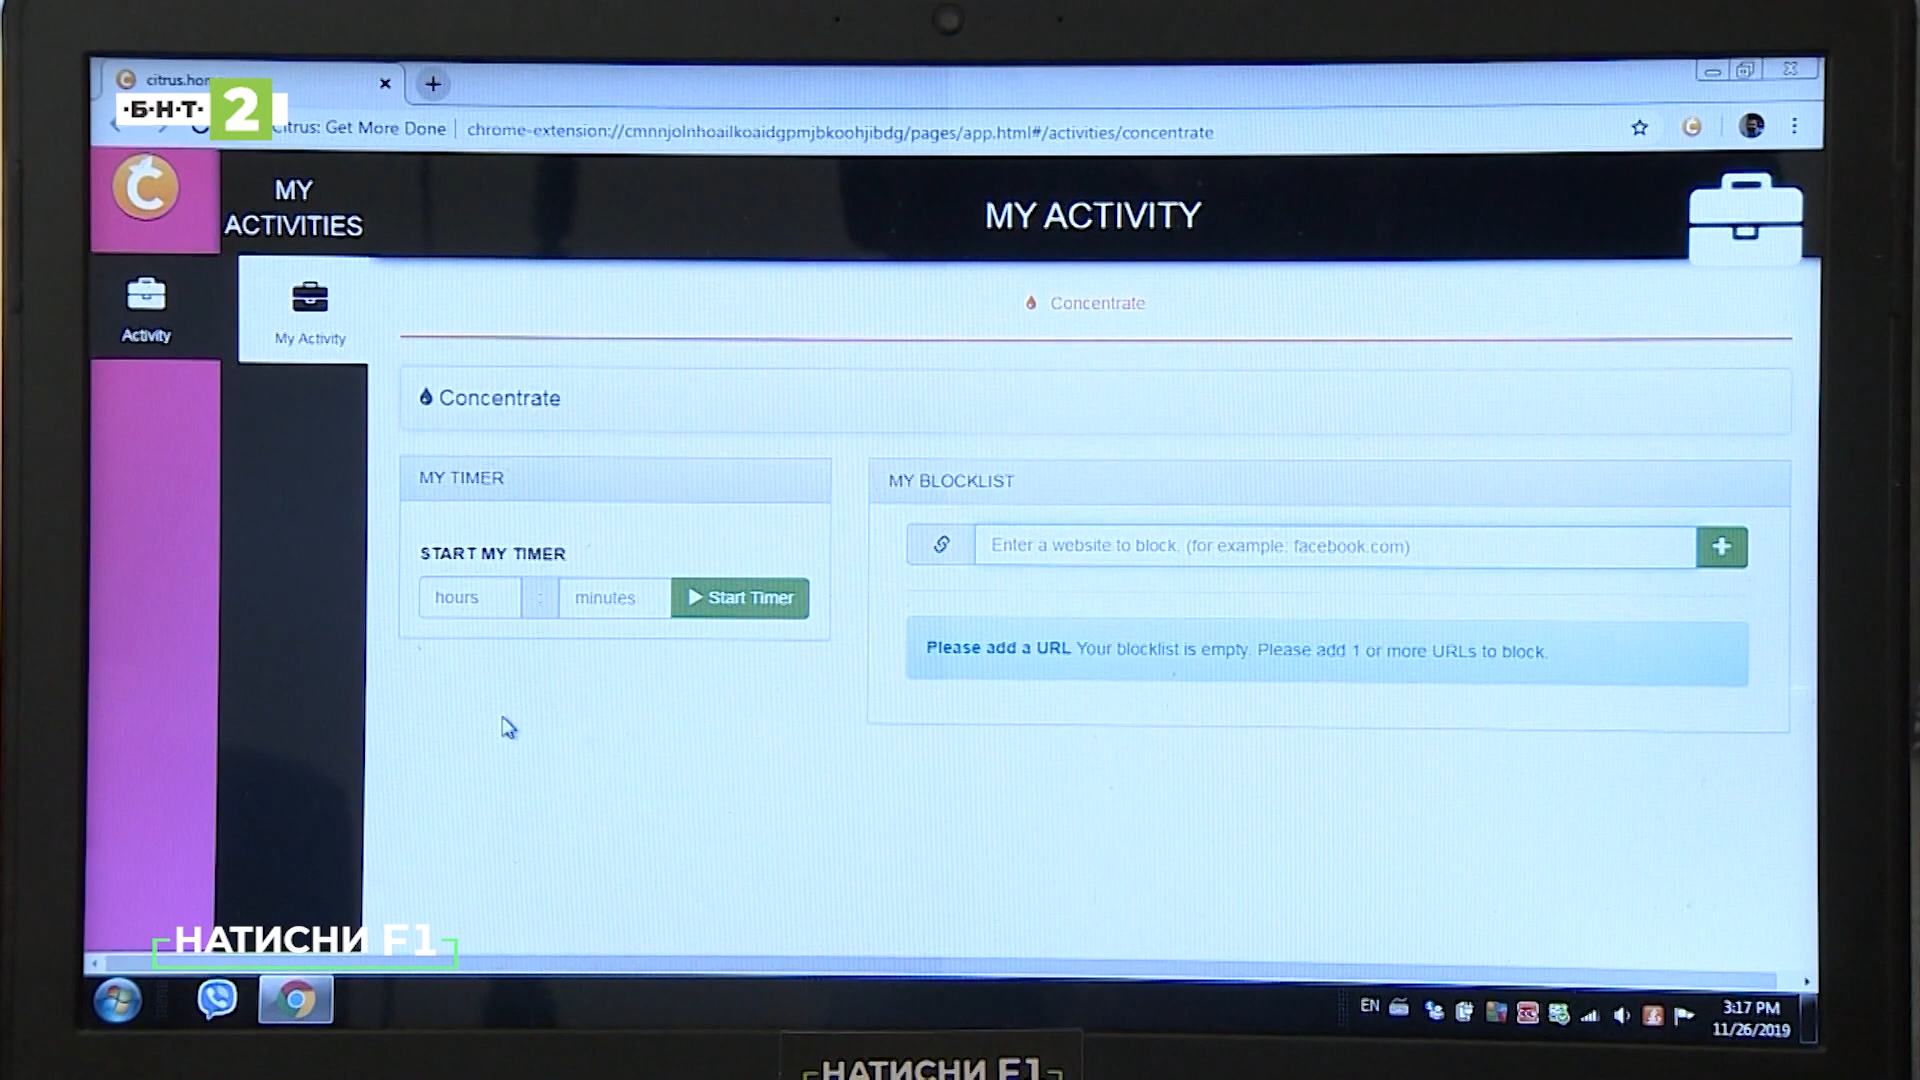 citrus.hor
·Б·Н·Т· 2
Citrus: Get More Done chrome-extension://cmnnjolnhoailkoaidgpmjbkoohjibdg/pages/app.html#/activities/concentrate
C
MY
ACTIVITIES
MY ACTIVITY
Activity
My Activity
Concentrate
Concentrate
MY TIMER
MY BLOCKLIST
START MY TIMER
hours : minutes Start Timer
Enter a website to block. (for example: facebook.com)
Please add a URL Your blocklist is empty. Please add 1 or more URLs to block.
НАТИСНИ F1
EN
3:17 PM
11/26/2019
НАТИСНИ F1